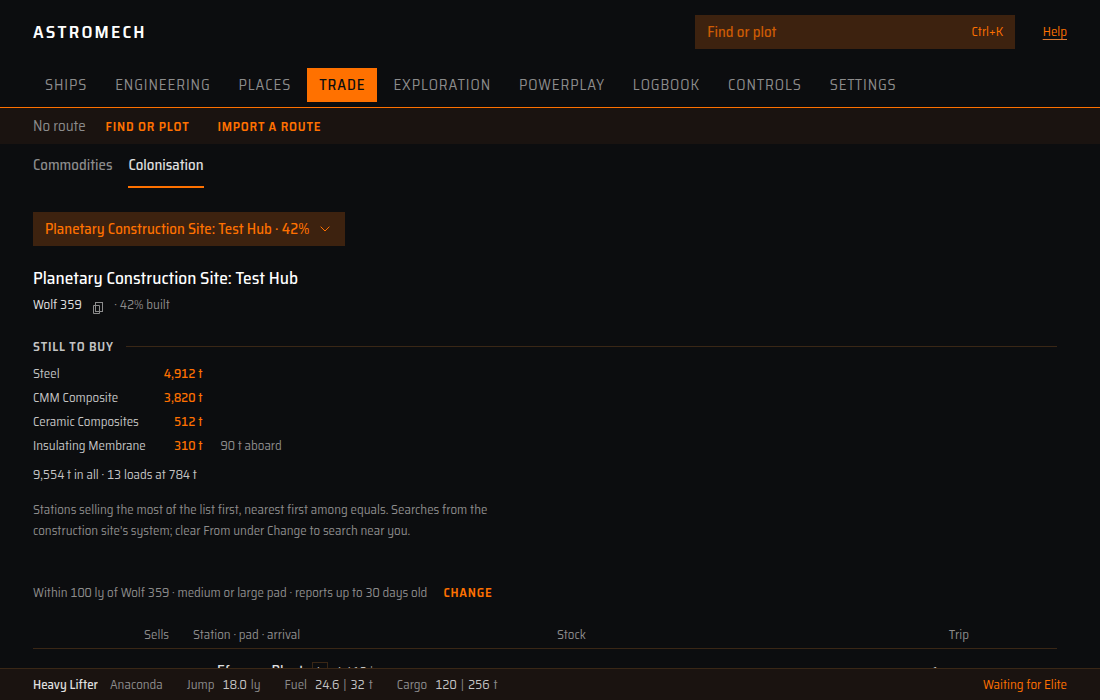 ASTROMECH
Find or plot Ctrl+K
Help
SHIPS ENGINEERING PLACES TRADE EXPLORATION POWERPLAY LOGBOOK CONTROLS SETTINGS
No route FIND OR PLOT IMPORT A ROUTE
Commodities Colonisation
Planetary Construction Site: Test Hub · 42%
Planetary Construction Site: Test Hub
Wolf 359 · 42% built
STILL TO BUY
Steel 4,912 t
CMM Composite 3,820 t
Ceramic Composites 512 t
Insulating Membrane 310 t 90 t aboard
9,554 t in all · 13 loads at 784 t
Stations selling the most of the list first, nearest first among equals. Searches from the
construction site's system; clear From under Change to search near you.
Within 100 ly of Wolf 359 · medium or large pad · reports up to 30 days old CHANGE
Sells Station · pad · arrival Stock Trip
Heavy Lifter Anaconda Jump 18.0 ly Fuel 24.6 | 32 t Cargo 120 | 256 t Waiting for Elite